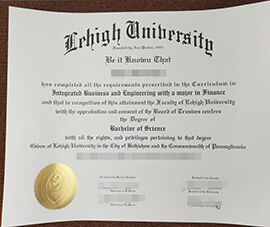 Lehigh University
Founded by Asa Packer, 1865
Be it Known That
has completed all the requirements prescribed in the Curriculum in
Integrated Business and Engineering with a major in Finance
and that in recognition of this attainment the Faculty of Lehigh University
with the approbation and consent of the Board of Trustees confers
the Degree of
Bachelor of Science
with all the rights, and privileges pertaining to that degree
Given at Lehigh University in the City of Bethlehem and the Commonwealth of Pennsylvania